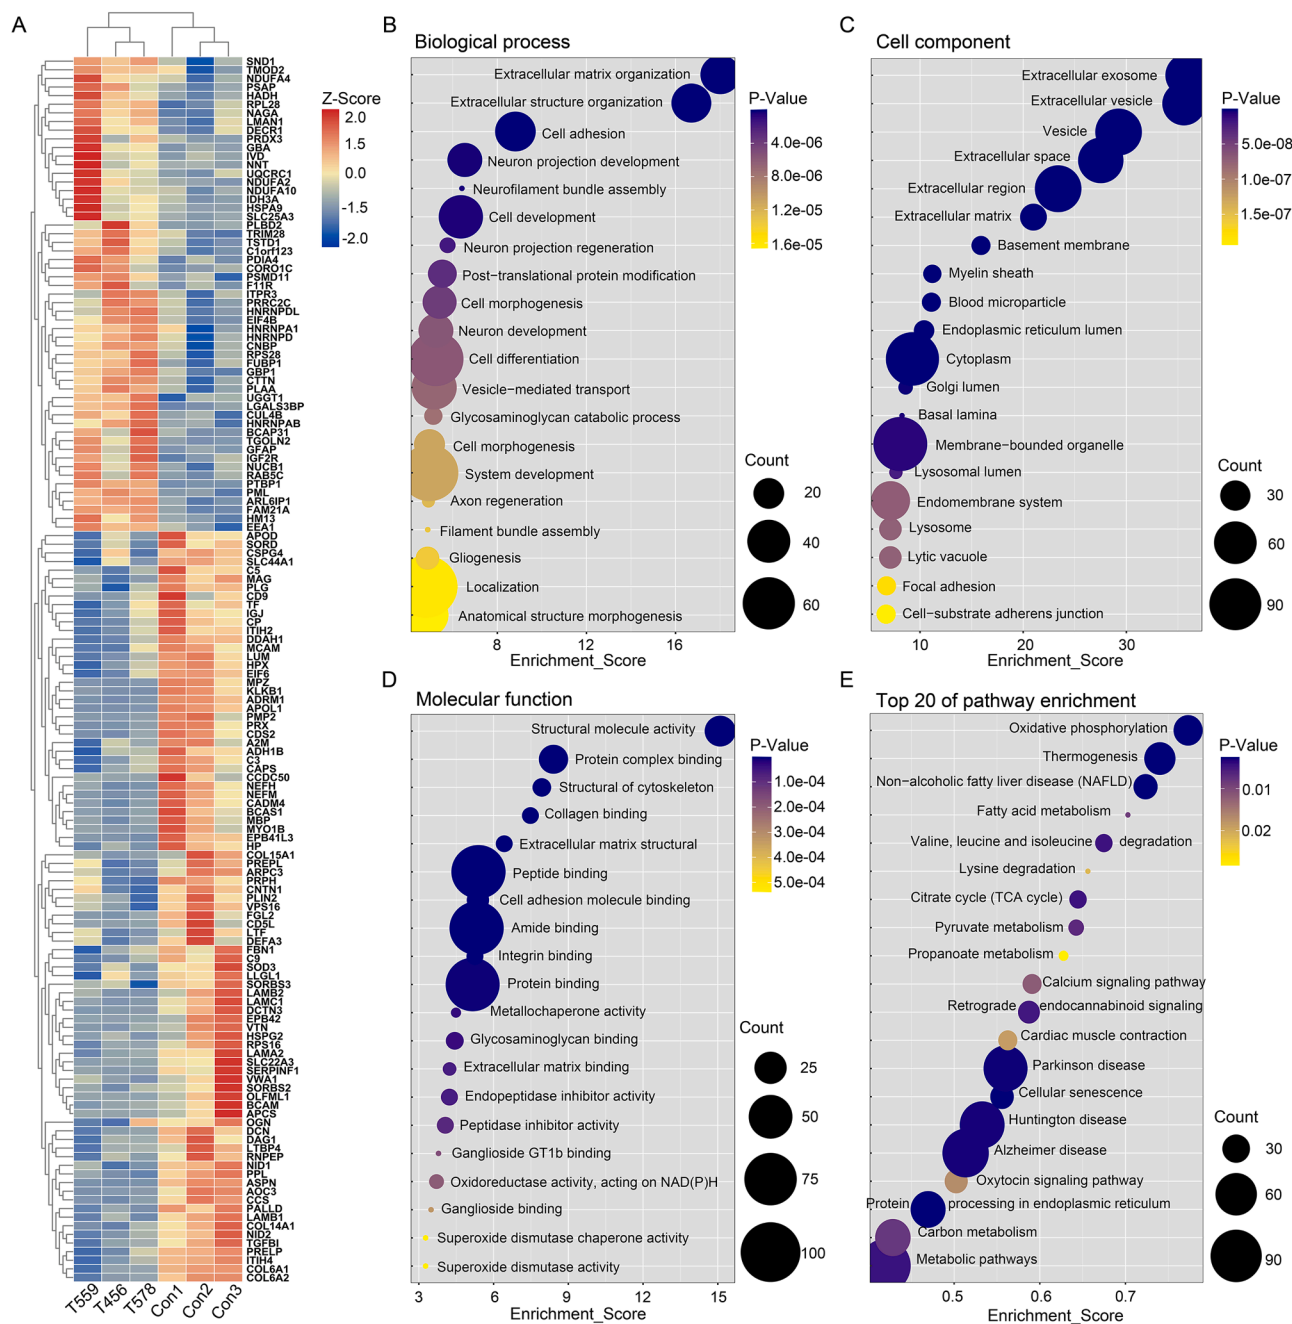 A
Z-Score
2.0
1.5
0.0
-1.5
-2.0
SND1
TMOD2
NDUFA4
PSAP
HADH
RPL28
NAGA
LMAN1
DECR1
PRDX3
GBA
IVD
NNT
UQCRC1
NDUFA2
NDUFA10
IDH3A
HSPA9
SLC25A3
PLBD2
TRIM28
TSTD1
C1orf123
PDIA4
CORO1C
PSMD11
F11R
ITPR3
PRRC2C
HNRNPDL
EIF4B
HNRNPA1
HNRNPD
CNBP
RPS28
FUBP1
GBP1
CTTN
PLAA
UGGT1
LGALS3BP
CUL4B
HNRNPAB
BCAP31
TGOLN2
GFAP
IGF2R
NUCB1
RAB5C
PTBP1
PML
ARL6IP1
FAM21A
HM13
EEA1
APOD
SORD
CSPG4
SLC44A1
C5
MAG
PLG
CD9
TF
IGJ
CP
ITIH2
DDAH1
MCAM
LUM
HPX
EIF6
MPZ
KLKB1
ADRM1
APOL1
PMP2
PRX
CDS2
A2M
ADH1B
C3
CAPS
CCDC50
NEFH
NEFM
CADM4
BCAS1
MBP
MYO1B
EPB41L3
HP
COL15A1
PREPL
ARPC3
PRPH
CNTN1
PLIN2
VPS16
FGL2
CD5L
LTF
DEFA3
FBN1
C9
SOD3
LLGL1
SORBS3
LAMB2
LAMC1
DCTN3
EPB42
VTN
HSPG2
RPS16
LAMA2
SLC22A3
SERPINF1
VWA1
SORBS2
OLFML1
BCAM
APCS
OGN
DCN
DAG1
LTBP4
RNPEP
NID1
PPL
ASPN
AOC3
CCS
PALLD
LAMB1
COL14A1
NID2
TGFBI
PRELP
ITIH4
COL6A1
COL6A2
T559
T456
T578
Con1
Con2
Con3
B
Biological process
Extracellular matrix organization
Extracellular structure organization
Cell adhesion
Neuron projection development
Neurofilament bundle assembly
Cell development
Neuron projection regeneration
Post-translational protein modification
Cell morphogenesis
Neuron development
Cell differentiation
Vesicle-mediated transport
Glycosaminoglycan catabolic process
Cell morphogenesis
System development
Axon regeneration
Filament bundle assembly
Gliogenesis
Localization
Anatomical structure morphogenesis
8
12
16
Enrichment_Score
P-Value
4.0e-06
8.0e-06
1.2e-05
1.6e-05
Count
20
40
60
C
Cell component
Extracellular exosome
Extracellular vesicle
Vesicle
Extracellular space
Extracellular region
Extracellular matrix
Basement membrane
Myelin sheath
Blood microparticle
Endoplasmic reticulum lumen
Cytoplasm
Golgi lumen
Basal lamina
Membrane-bounded organelle
Lysosomal lumen
Endomembrane system
Lysosome
Lytic vacuole
Focal adhesion
Cell-substrate adherens junction
10
20
30
Enrichment_Score
P-Value
5.0e-08
1.0e-07
1.5e-07
Count
30
60
90
D
Molecular function
Structural molecule activity
Protein complex binding
Structural of cytoskeleton
Collagen binding
Extracellular matrix structural
Peptide binding
Cell adhesion molecule binding
Amide binding
Integrin binding
Protein binding
Metallochaperone activity
Glycosaminoglycan binding
Extracellular matrix binding
Endopeptidase inhibitor activity
Peptidase inhibitor activity
Ganglioside GT1b binding
Oxidoreductase activity, acting on NAD(P)H
Ganglioside binding
Superoxide dismutase chaperone activity
Superoxide dismutase activity
3
6
9
12
15
Enrichment_Score
P-Value
1.0e-04
2.0e-04
3.0e-04
4.0e-04
5.0e-04
Count
25
50
75
100
E
Top 20 of pathway enrichment
Oxidative phosphorylation
Thermogenesis
Non-alcoholic fatty liver disease (NAFLD)
Fatty acid metabolism
Valine, leucine and isoleucine degradation
Lysine degradation
Citrate cycle (TCA cycle)
Pyruvate metabolism
Propanoate metabolism
Calcium signaling pathway
Retrograde endocannabinoid signaling
Cardiac muscle contraction
Parkinson disease
Cellular senescence
Huntington disease
Alzheimer disease
Oxytocin signaling pathway
Protein processing in endoplasmic reticulum
Carbon metabolism
Metabolic pathways
0.5
0.6
0.7
Enrichment_Score
P-Value
0.01
0.02
Count
30
60
90